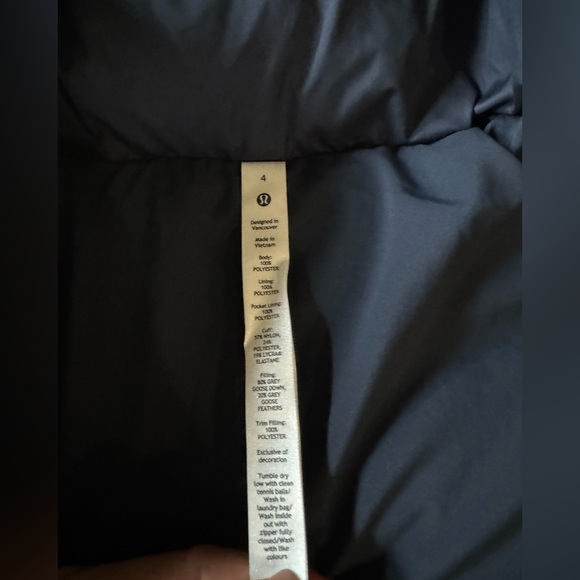 4
Designed in
Vancouver
Made in
Vietnam
Body:
100%
POLYESTER
Lining:
100%
POLYESTER
Pocket Lining:
100%
POLYESTER
Cuff:
57% NYLON,
24%
POLYESTER,
19% LYCRA®
ELASTANE
Filling:
80% GREY
GOOSE DOWN,
20% GREY
GOOSE
FEATHERS
Trim Filling:
100%
POLYESTER
Exclusive of
decoration.
Tumble dry
low with clean
tennis balls/
Wash in
laundry bag/
Wash inside
out with
zipper fully
closed/Wash
with like
colours